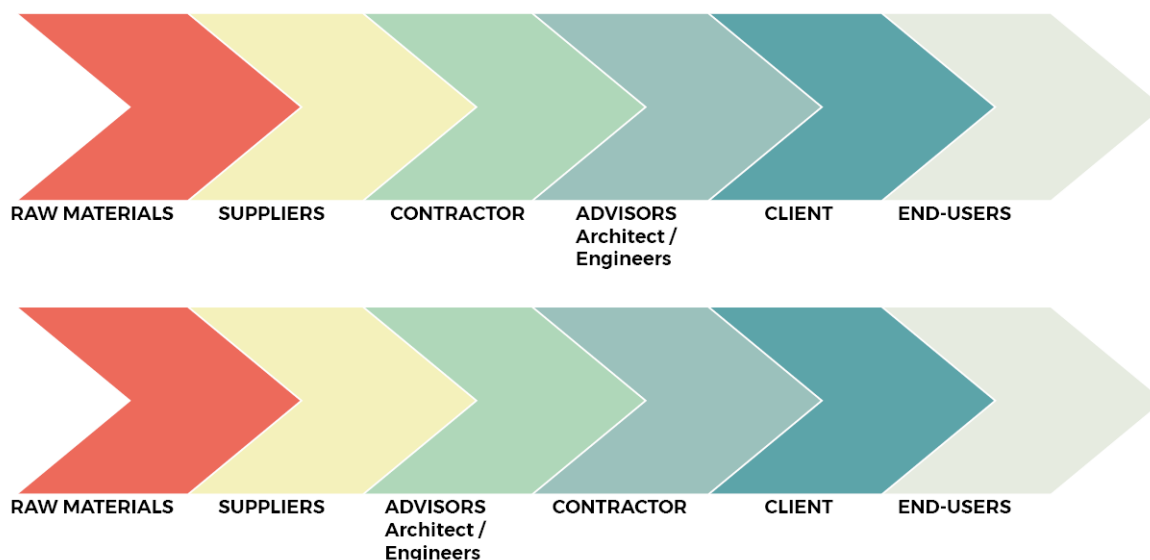 RAW MATERIALS SUPPLIERS CONTRACTOR ADVISORS CLIENT END-USERS
Architect /
Engineers
RAW MATERIALS SUPPLIERS ADVISORS CONTRACTOR CLIENT END-USERS
Architect /
Engineers